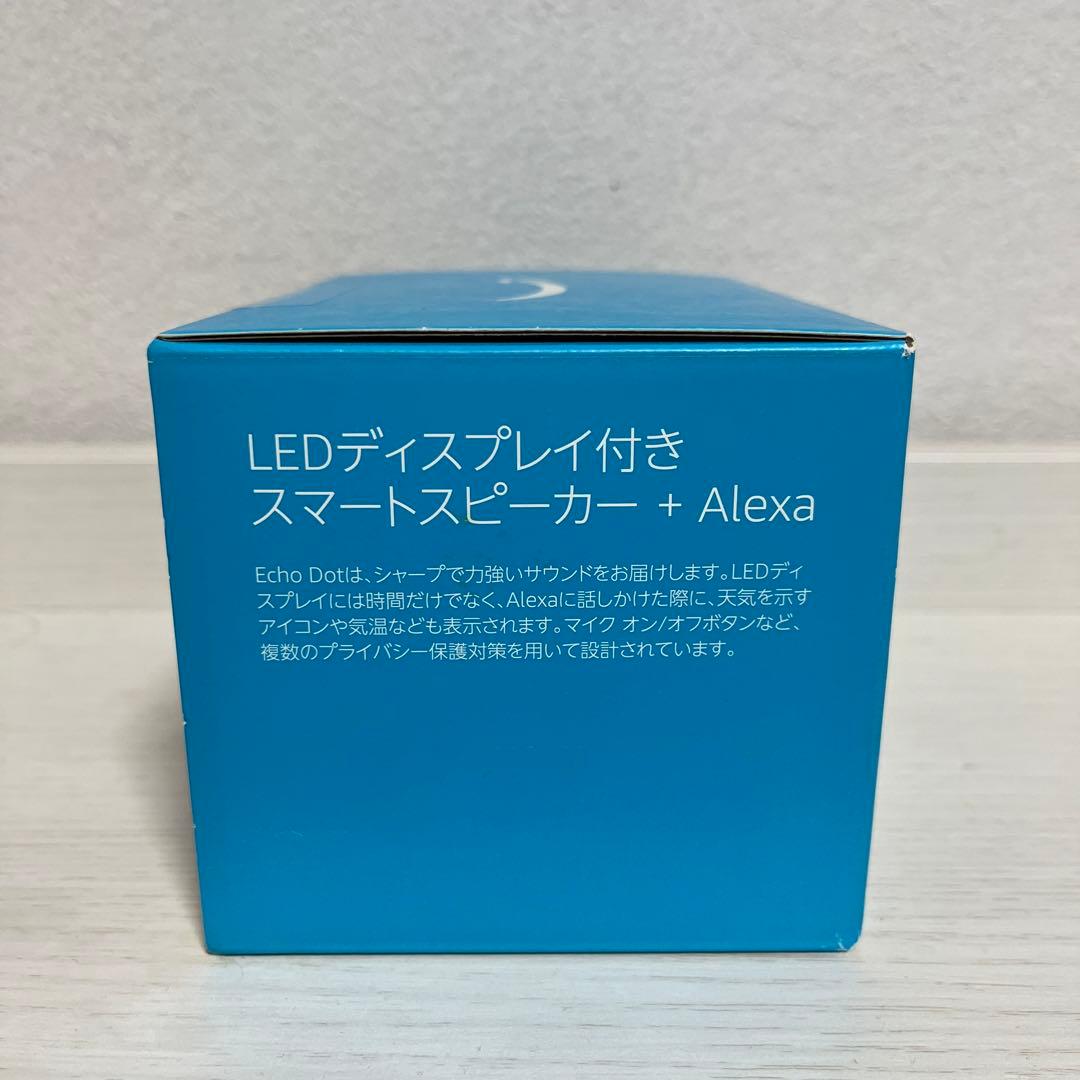 LEDディスプレイ付き
スマートスピーカー + Alexa
Echo Dotは、シャープで力強いサウンドをお届けします。LEDディ
スプレイには時間だけでなく、Alexaに話しかけた際に、天気を示す
アイコンや気温なども表示されます。マイク オン/オフボタンなど、
複数のプライバシー保護対策を用いて設計されています。